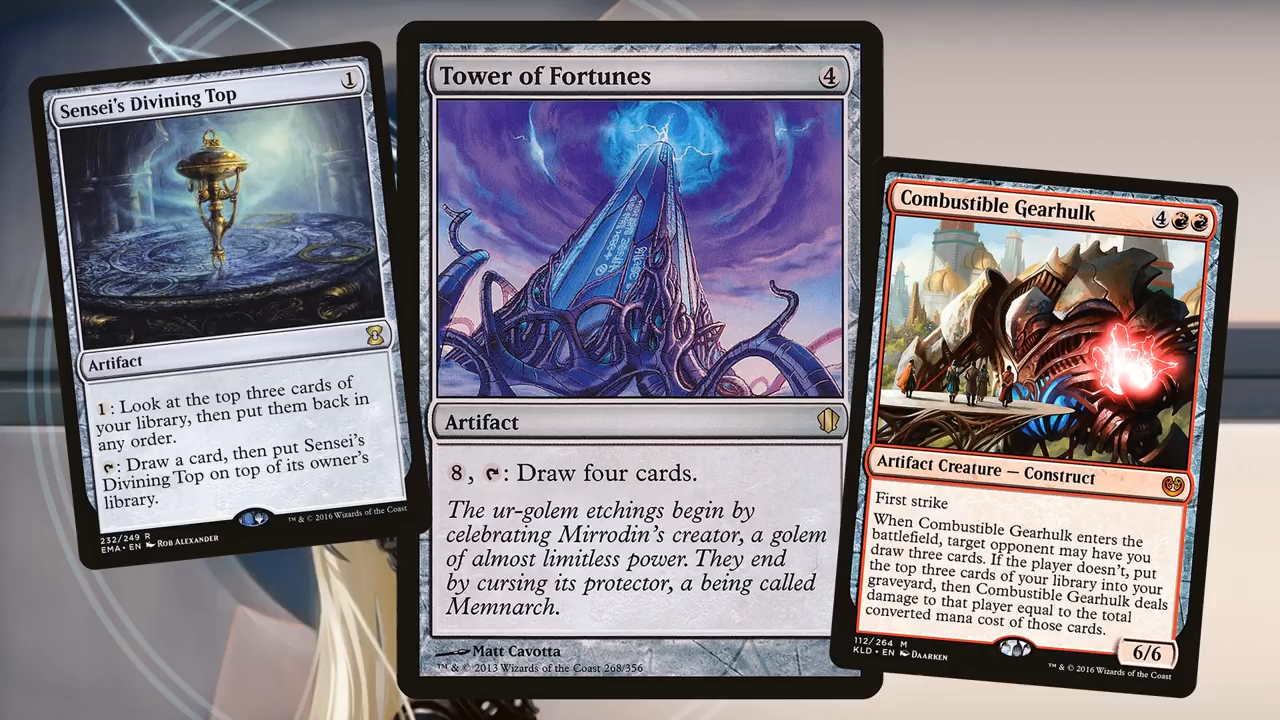 Sensei's Divining Top 1
Artifact
1: Look at the top three cards of
your library, then put them back in
any order.
: Draw a card, then put Sensei's
Divining Top on top of its owner's
library.
232/249 R
EMA • EN Rob Alexander
™ & © 2016 Wizards of the Coast
Tower of Fortunes 4
Artifact
8, : Draw four cards.
The ur-golem etchings begin by
celebrating Mirrodin's creator, a golem
of almost limitless power. They end
by cursing its protector, a being called
Memnarch.
Matt Cavotta
™ & © 2013 Wizards of the Coast 268/356
Combustible Gearhulk 4
Artifact Creature — Construct
First strike
When Combustible Gearhulk enters the
battlefield, target opponent may have you
draw three cards. If the player doesn't, put
the top three cards of your library into your
graveyard, then Combustible Gearhulk deals
damage to that player equal to the total
converted mana cost of those cards.
6/6
112/264 M
KLD • EN Daarken
™ & © 2016 Wizards of the Coast